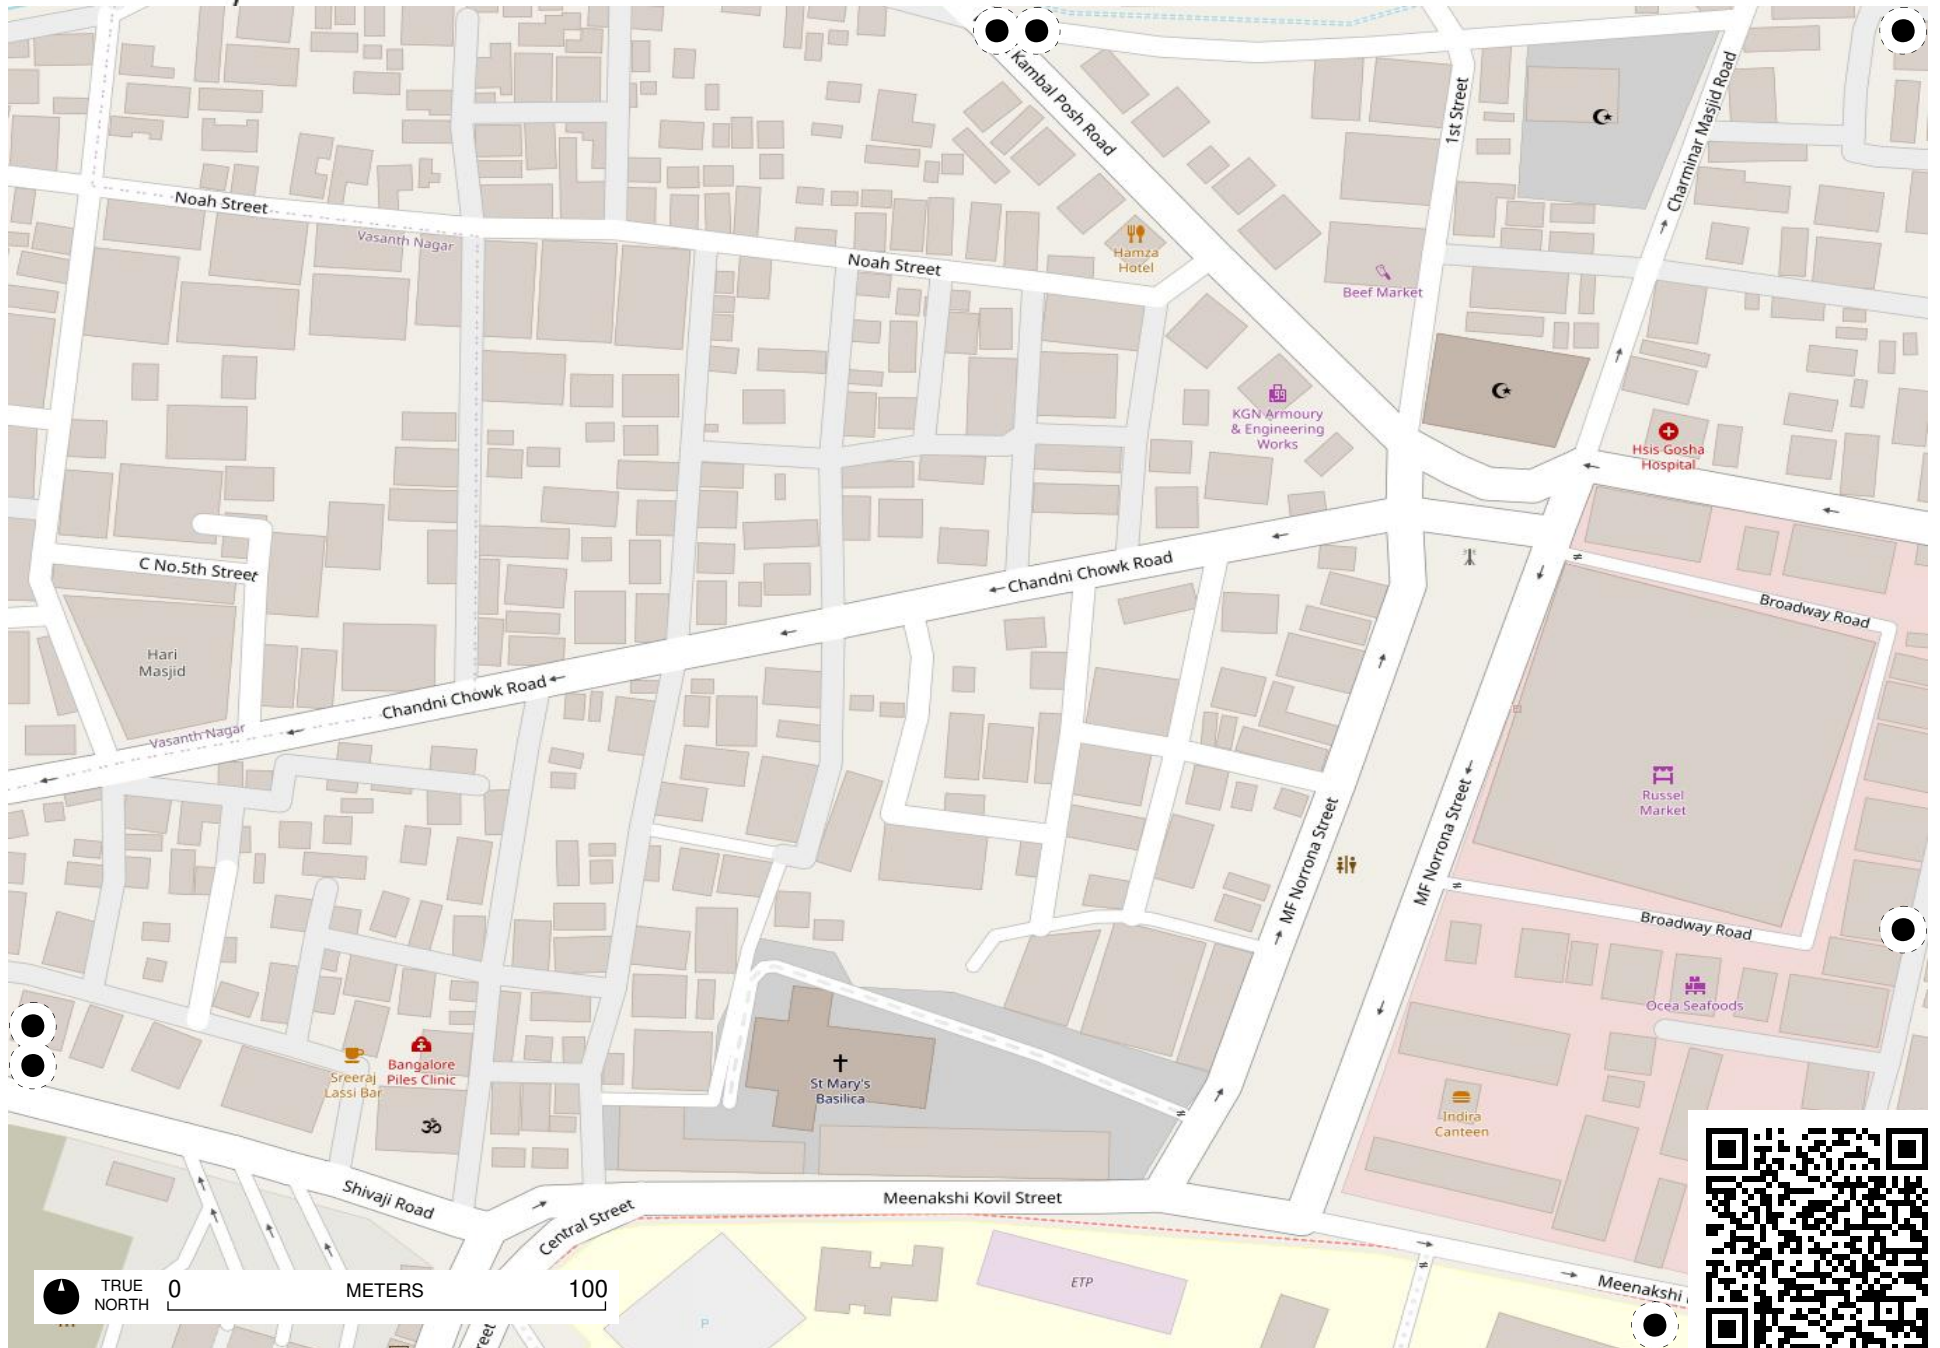 Kambal Posh Road
1st Street
Charminar Masjid Road
Noah Street
Vasanth Nagar
Noah Street
Hamza
Hotel
Beef Market
KGN Armoury
& Engineering
Works
Hsis Gosha
Hospital
C No.5th Street
Chandni Chowk Road
Broadway Road
Hari
Masjid
Chandni Chowk Road
Vasanth Nagar
Russel
Market
MF Norrona Street
MF Norrona Street
Broadway Road
Ocea Seafoods
Bangalore
Piles Clinic
Sreeraj
Lassi Bar
St Mary's
Basilica
ॐ
Indira
Canteen
Shivaji Road
Meenakshi Kovil Street
Central Street
ETP
Meenakshi
P
TRUE
NORTH
0 METERS 100
reet